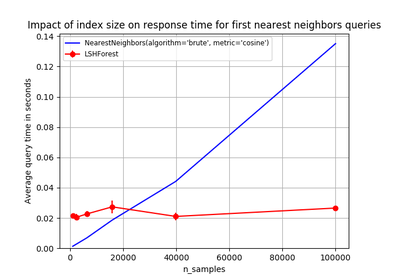 Impact of index size on response time for first nearest neighbors queries
NearestNeighbors(algorithm='brute', metric='cosine')
LSHForest
Average query time in seconds
0.14
0.12
0.10
0.08
0.06
0.04
0.02
0.00
0 20000 40000 60000 80000 100000
n_samples